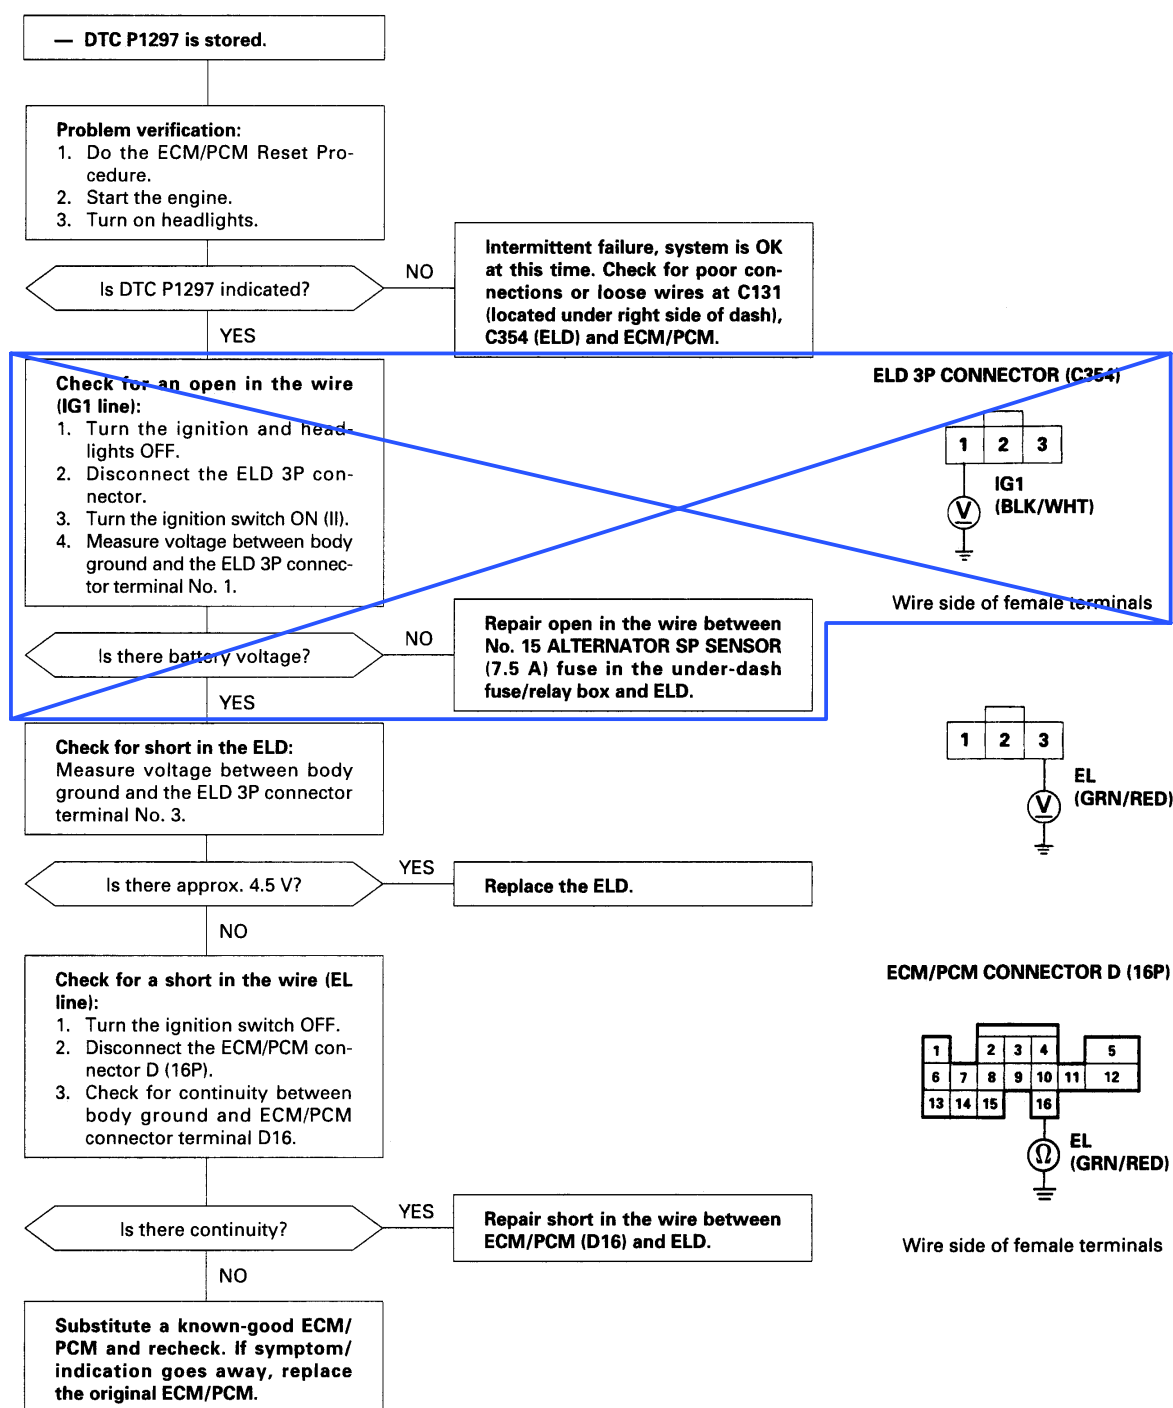 — DTC P1297 is stored.
Problem verification:
1. Do the ECM/PCM Reset Pro-
cedure.
2. Start the engine.
3. Turn on headlights.
Is DTC P1297 indicated?
NO
Intermittent failure, system is OK
at this time. Check for poor con-
nections or loose wires at C131
(located under right side of dash),
C354 (ELD) and ECM/PCM.
YES
Check for an open in the wire
(IG1 line):
1. Turn the ignition and head-
lights OFF.
2. Disconnect the ELD 3P con-
nector.
3. Turn the ignition switch ON (II).
4. Measure voltage between body
ground and the ELD 3P connec-
tor terminal No. 1.
ELD 3P CONNECTOR (C354)
1 2 3
IG1
(BLK/WHT)
V
Wire side of female terminals
Is there battery voltage?
NO
Repair open in the wire between
No. 15 ALTERNATOR SP SENSOR
(7.5 A) fuse in the under-dash
fuse/relay box and ELD.
YES
Check for short in the ELD:
Measure voltage between body
ground and the ELD 3P connector
terminal No. 3.
1 2 3
EL
(GRN/RED)
V
Is there approx. 4.5 V?
YES
Replace the ELD.
NO
Check for a short in the wire (EL
line):
1. Turn the ignition switch OFF.
2. Disconnect the ECM/PCM con-
nector D (16P).
3. Check for continuity between
body ground and ECM/PCM
connector terminal D16.
ECM/PCM CONNECTOR D (16P)
1 2 3 4 5
6 7 8 9 10 11 12
13 14 15 16
EL
(GRN/RED)
Ω
Wire side of female terminals
Is there continuity?
YES
Repair short in the wire between
ECM/PCM (D16) and ELD.
NO
Substitute a known-good ECM/
PCM and recheck. If symptom/
indication goes away, replace
the original ECM/PCM.